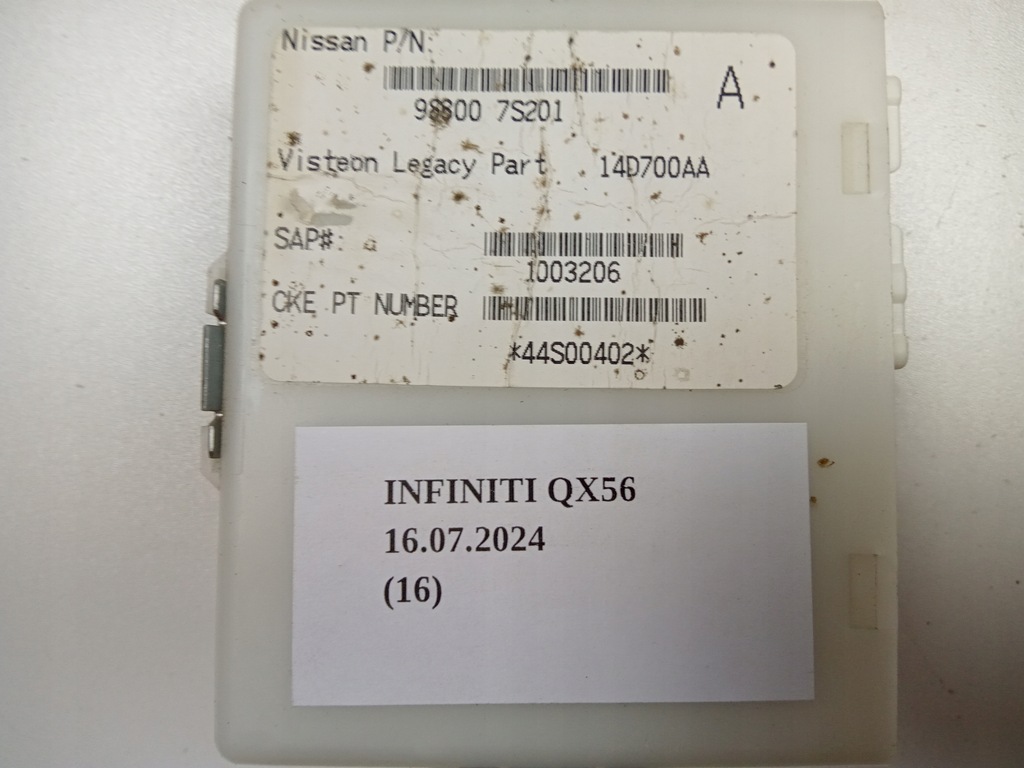 Nissan P/N:
A
98800 7S201
Visteon Legacy Part . 14D700AA
SAP#:
1003206
CKE PT NUMBER
*44S00402*
INFINITI QX56
16.07.2024
(16)